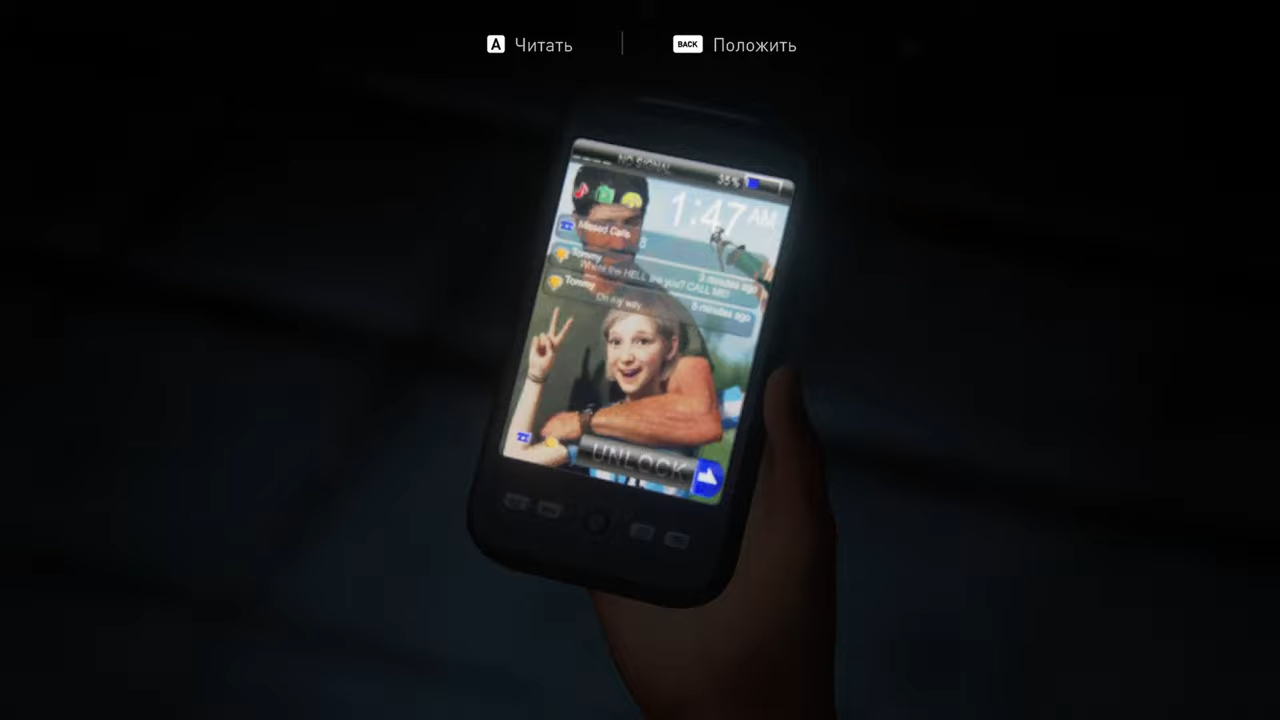 A Читать
BACK Положить
NO SIGNAL
35%
1:47 AM
Missed Calls
8
Tommy
3 minutes ago
Where the HELL are you? CALL ME!!
Tommy
5 minutes ago
On my way
UNLOCK